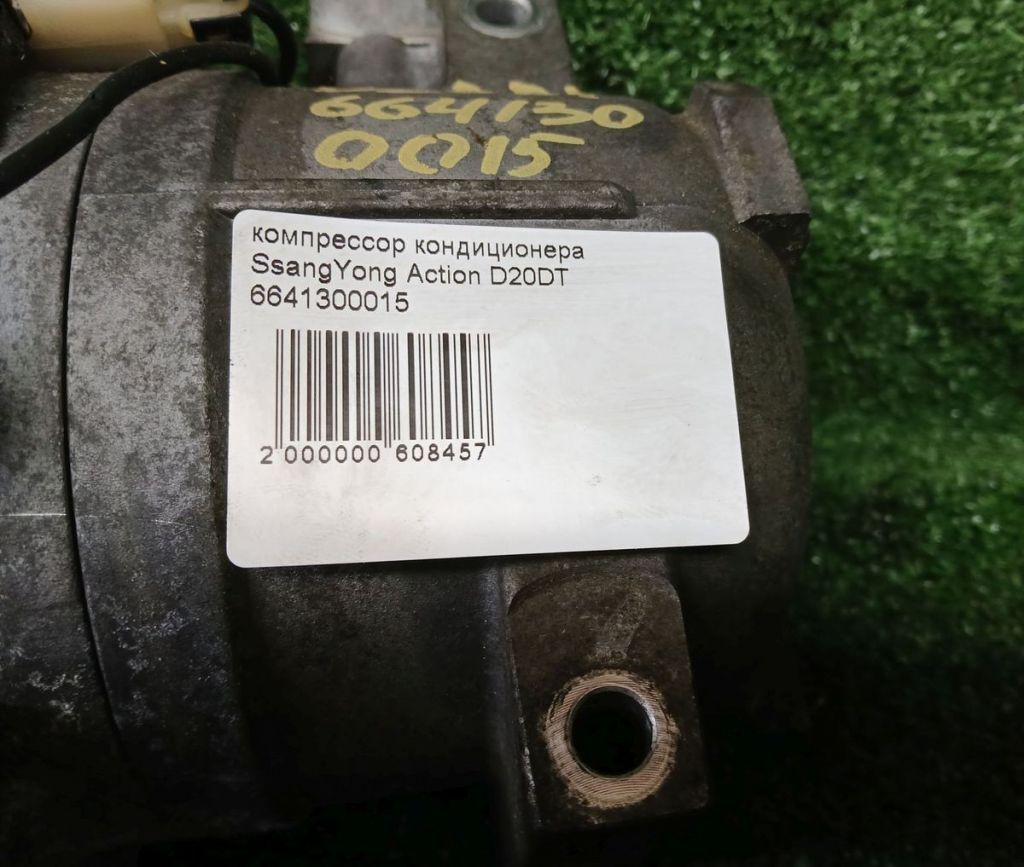 664130
0015
компрессор кондиционера
SsangYong Action D20DT
6641300015
2 000000 608457